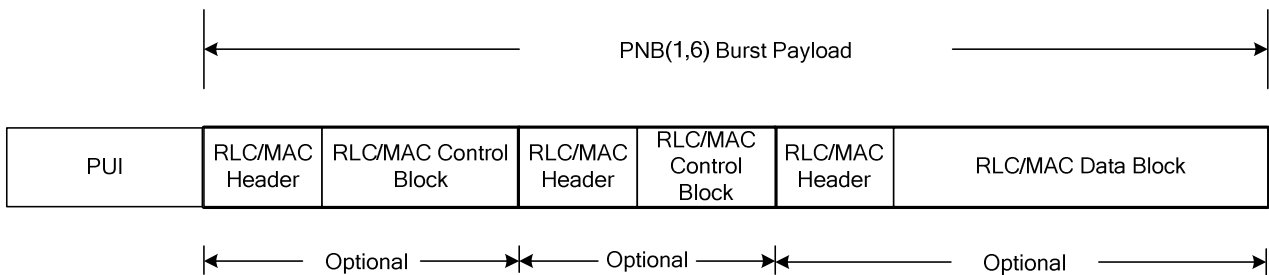 PNB(1,6) Burst Payload
PUI
RLC/MAC
Header
RLC/MAC Control
Block
RLC/MAC
Header
RLC/MAC
Control
Block
RLC/MAC
Header
RLC/MAC Data Block
Optional
Optional
Optional